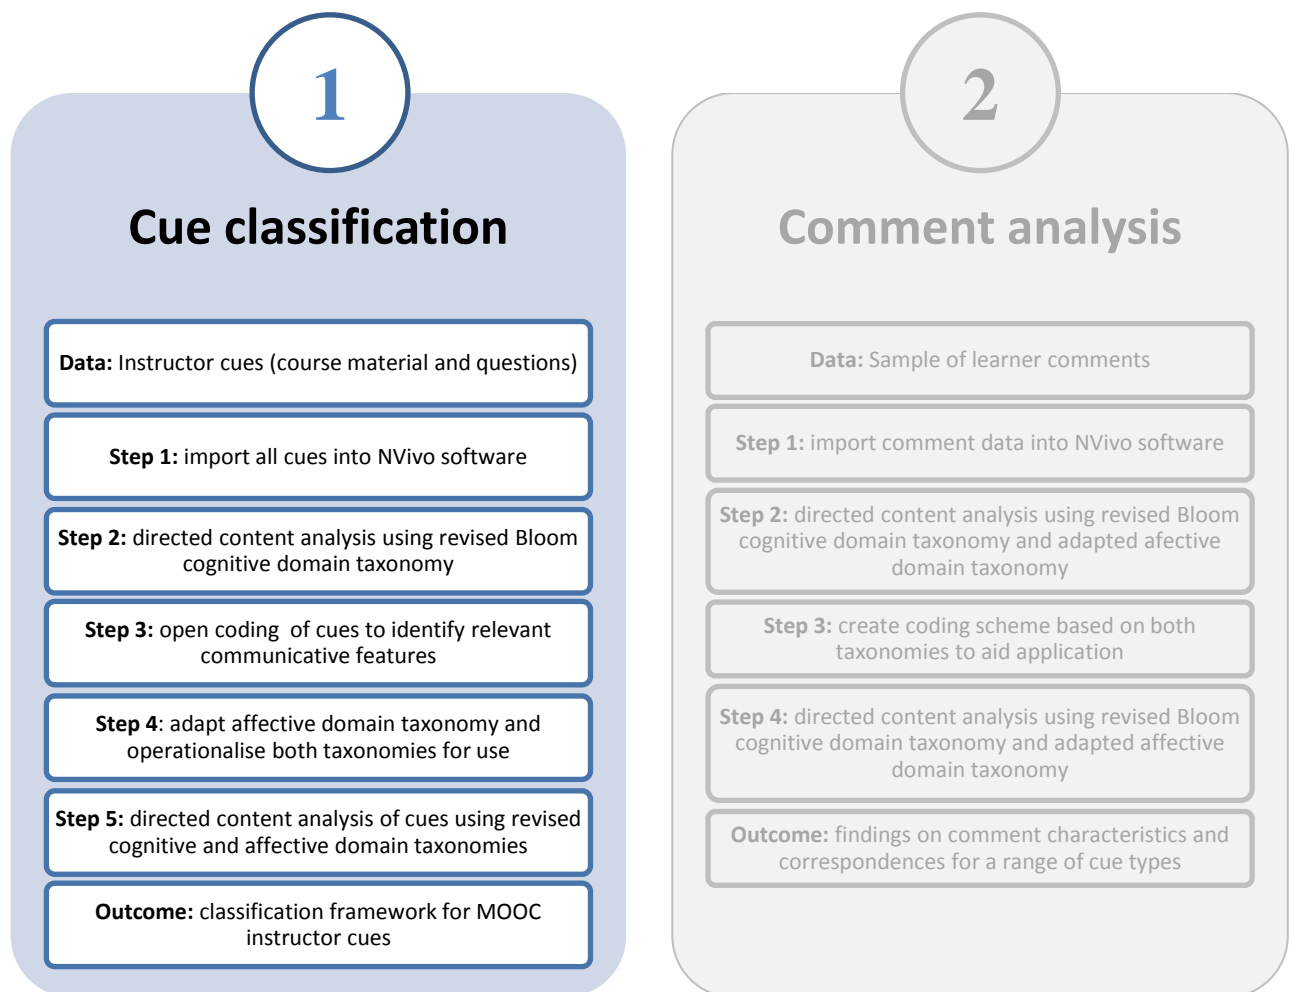 1
Cue classification
Data: Instructor cues (course material and questions)
Step 1: import all cues into NVivo software
Step 2: directed content analysis using revised Bloom
cognitive domain taxonomy
Step 3: open coding  of cues to identify relevant
communicative features
Step 4: adapt affective domain taxonomy and
operationalise both taxonomies for use
Step 5: directed content analysis of cues using revised
cognitive and affective domain taxonomies
Outcome: classification framework for MOOC
instructor cues
2
Comment analysis
Data: Sample of learner comments
Step 1: import comment data into NVivo software
Step 2: directed content analysis using revised Bloom
cognitive domain taxonomy and adapted afective
domain taxonomy
Step 3: create coding scheme based on both
taxonomies to aid application
Step 4: directed content analysis using revised Bloom
cognitive domain taxonomy and adapted affective
domain taxonomy
Outcome: findings on comment characteristics and
correspondences for a range of cue types